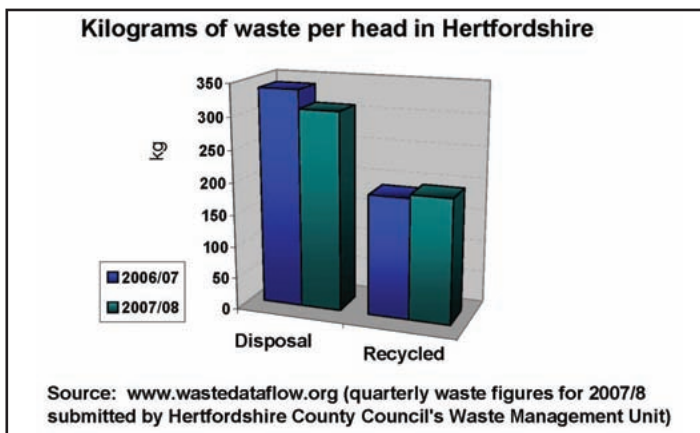 Kilograms of waste per head in Hertfordshire
350
300
250
200
150
100
50
0
kg
2006/07
2007/08
Disposal
Recycled
Source: www.wastedataflow.org (quarterly waste figures for 2007/8
submitted by Hertfordshire County Council's Waste Management Unit)